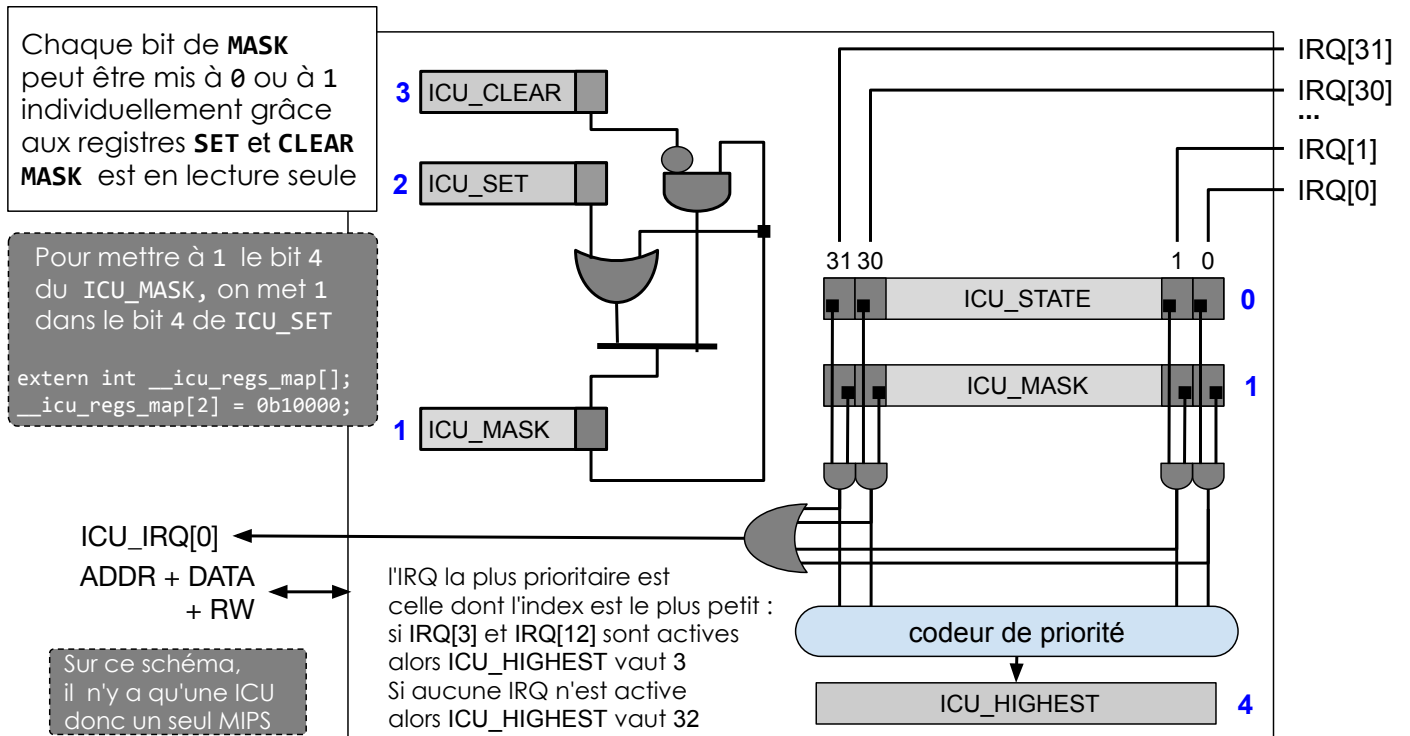 Chaque bit de MASK
peut être mis à 0 ou à 1
individuellement grâce
aux registres SET et CLEAR
MASK est en lecture seule
Pour mettre à 1 le bit 4
du ICU_MASK, on met 1
dans le bit 4 de ICU_SET
extern int __icu_regs_map[];
__icu_regs_map[2] = 0b10000;
3 ICU_CLEAR
2 ICU_SET
1 ICU_MASK
IRQ[31]
IRQ[30]
...
IRQ[1]
IRQ[0]
31 30 1 0
ICU_STATE 0
ICU_MASK 1
ICU_IRQ[0]
ADDR + DATA
+ RW
Sur ce schéma,
il n'y a qu'une ICU
donc un seul MIPS
l'IRQ la plus prioritaire est
celle dont l'index est le plus petit :
si IRQ[3] et IRQ[12] sont actives
alors ICU_HIGHEST vaut 3
Si aucune IRQ n'est active
alors ICU_HIGHEST vaut 32
codeur de priorité
ICU_HIGHEST 4